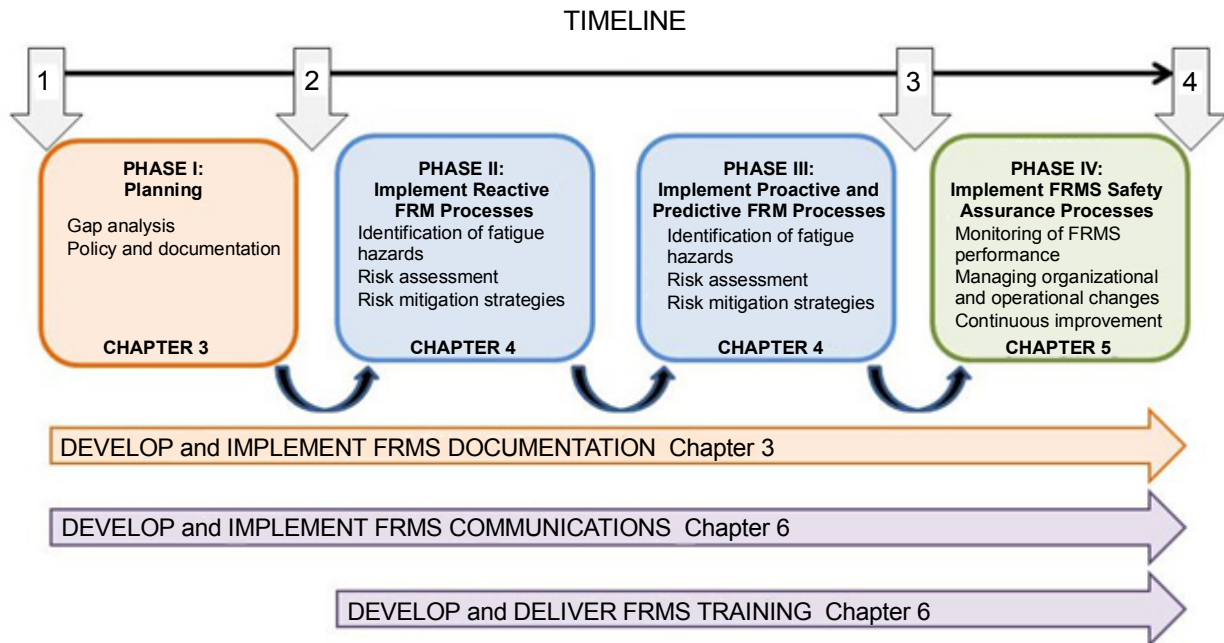 TIMELINE
1
2
3
4
PHASE I:
Planning
Gap analysis
Policy and documentation
CHAPTER 3
PHASE II:
Implement Reactive
FRM Processes
Identification of fatigue
hazards
Risk assessment
Risk mitigation strategies
CHAPTER 4
PHASE III:
Implement Proactive and
Predictive FRM Processes
Identification of fatigue
hazards
Risk assessment
Risk mitigation strategies
CHAPTER 4
PHASE IV:
Implement FRMS Safety
Assurance Processes
Monitoring of FRMS
performance
Managing organizational
and operational changes
Continuous improvement
CHAPTER 5
DEVELOP and IMPLEMENT FRMS DOCUMENTATION Chapter 3
DEVELOP and IMPLEMENT FRMS COMMUNICATIONS Chapter 6
DEVELOP and DELIVER FRMS TRAINING Chapter 6